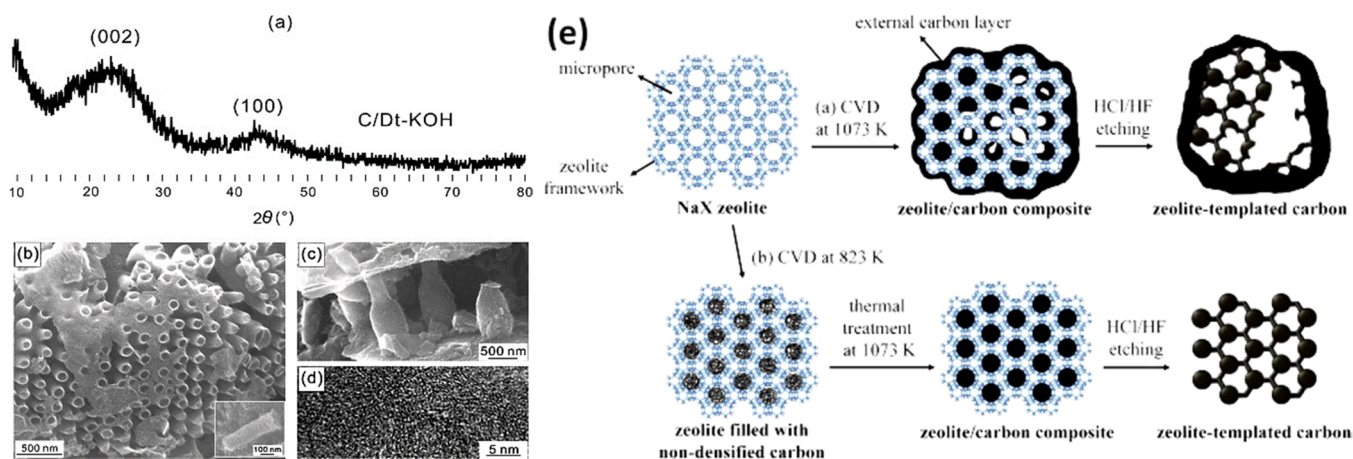 (a)
(002)
(100)
C/Dt-KOH
10 20 30 40 50 60 70 80
2θ (°)
(b)
500 nm
100 nm
(c)
500 nm
(d)
5 nm
(e)
external carbon layer
micropore
zeolite
framework
NaX zeolite
(a) CVD
at 1073 K
zeolite/carbon composite
HCl/HF
etching
zeolite-templated carbon
(b) CVD at 823 K
zeolite filled with
non-densified carbon
thermal
treatment
at 1073 K
zeolite/carbon composite
HCl/HF
etching
zeolite-templated carbon